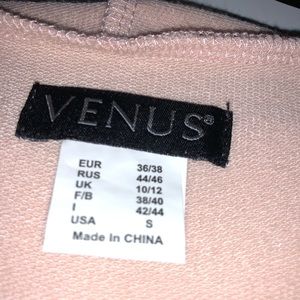 VENUS®
EUR 36/38
RUS 44/46
UK 10/12
F/B 38/40
I 42/44
USA S
Made In CHINA